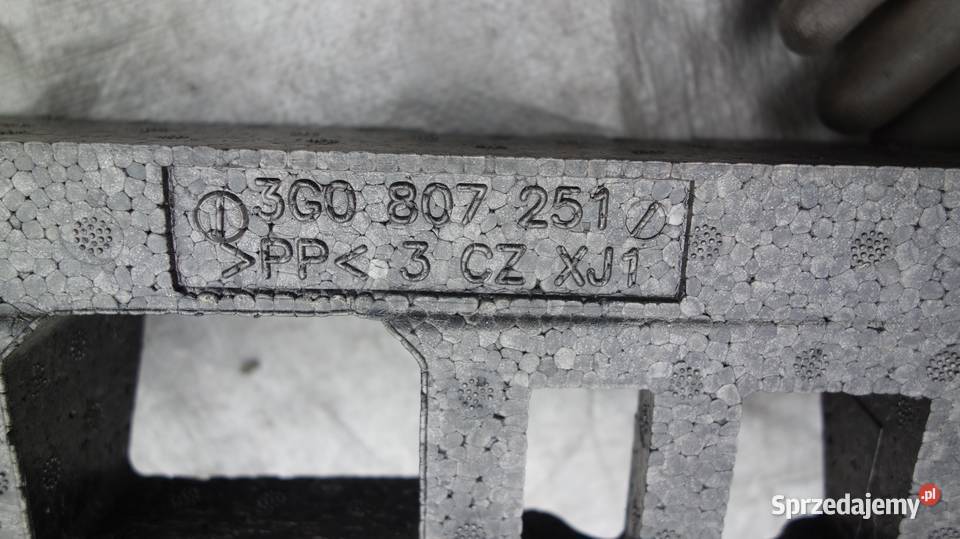 3G0 807 251
>PP< 3 CZ XJ1
Sprzedajemy.pl